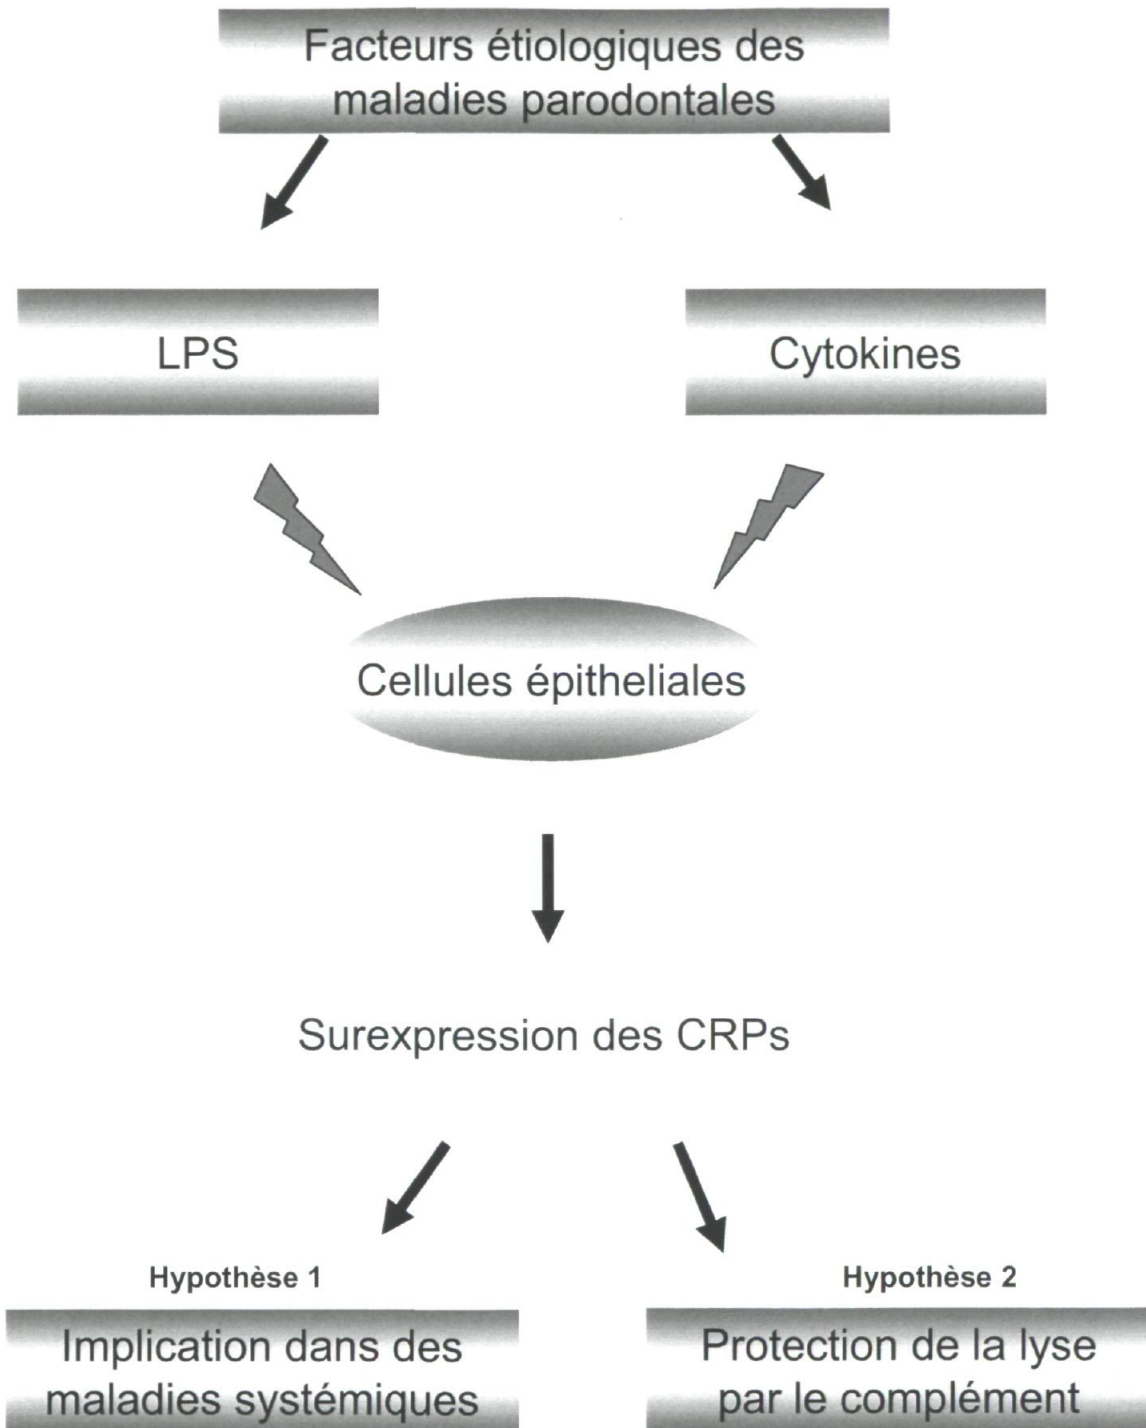 Facteurs étiologiques des
maladies parodontales
LPS
Cytokines
Cellules épitheliales
Surexpression des CRPs
Hypothèse 1
Hypothèse 2
Implication dans des
maladies systémiques
Protection de la lyse
par le complément